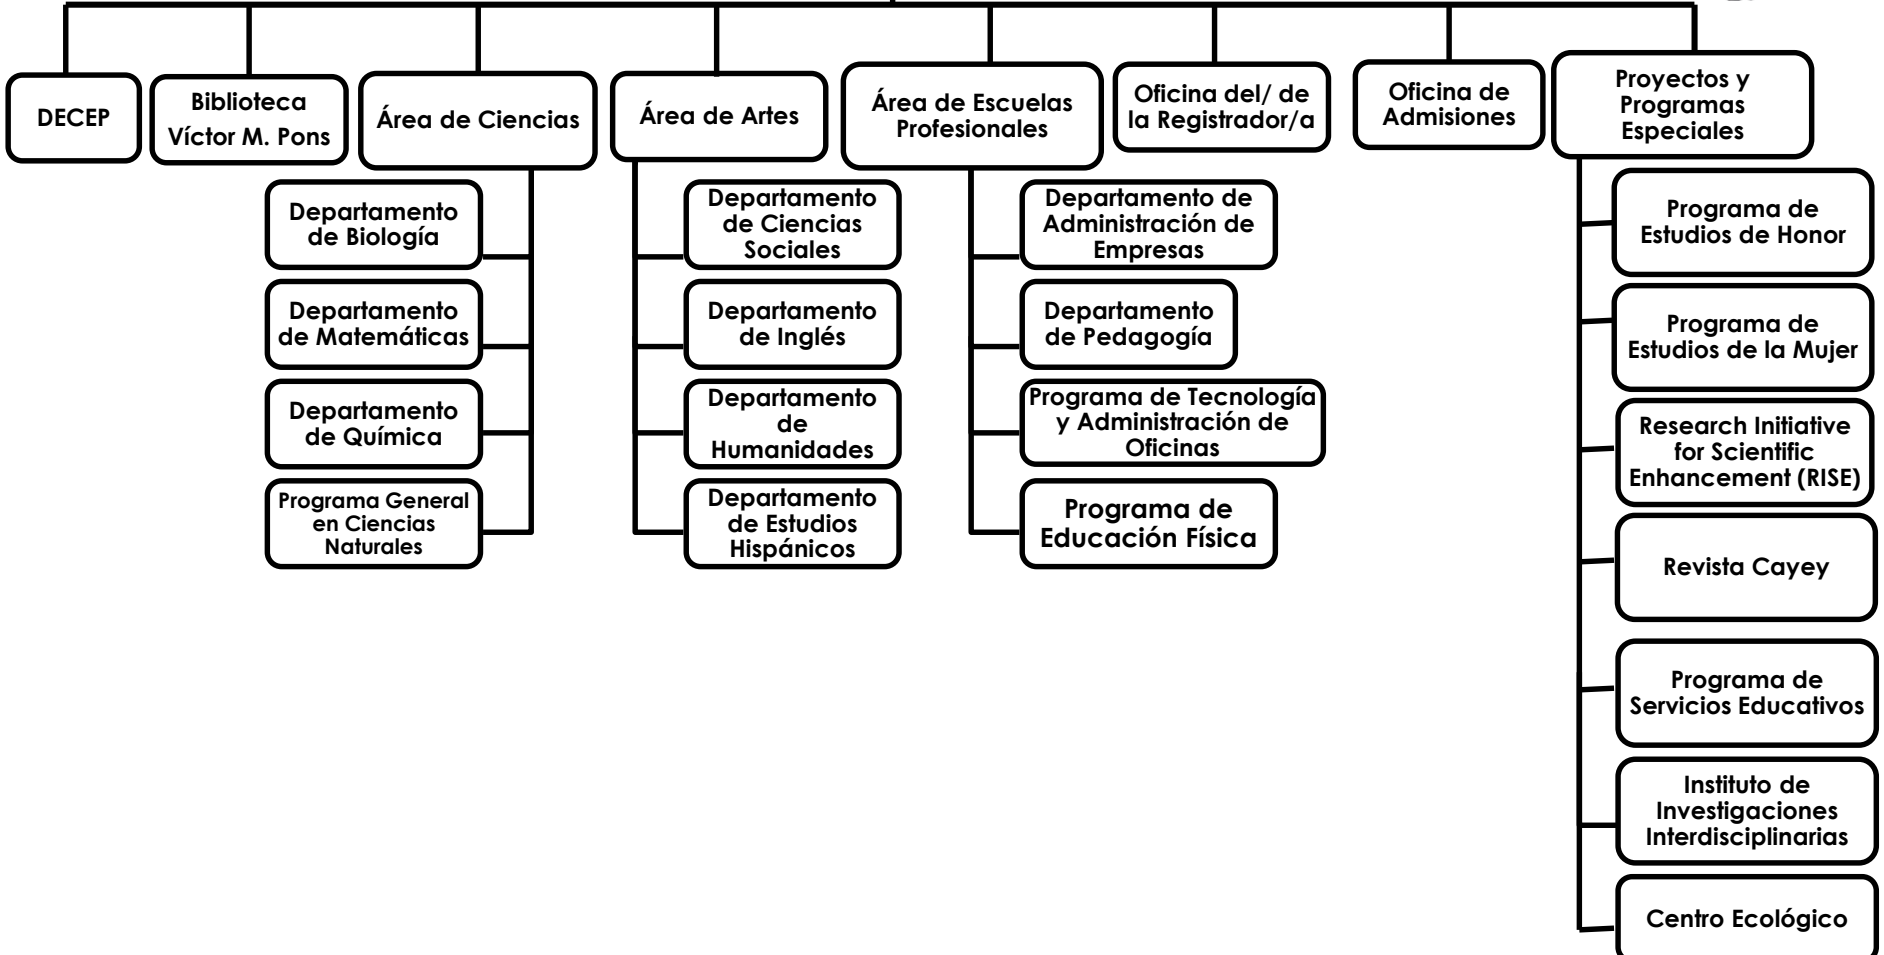 DECEP
Biblioteca
Víctor M. Pons
Área de Ciencias
Área de Artes
Área de Escuelas
Profesionales
Oficina del/ de
la Registrador/a
Oficina de
Admisiones
Proyectos y
Programas
Especiales
Departamento
de Biología
Departamento
de Matemáticas
Departamento
de Química
Programa General
en Ciencias
Naturales
Departamento
de Ciencias
Sociales
Departamento
de Inglés
Departamento
de
Humanidades
Departamento
de Estudios
Hispánicos
Departamento de
Administración de
Empresas
Departamento
de Pedagogía
Programa de Tecnología
y Administración de
Oficinas
Programa de
Educación Física
Programa de
Estudios de Honor
Programa de
Estudios de la Mujer
Research Initiative
for Scientific
Enhancement (RISE)
Revista Cayey
Programa de
Servicios Educativos
Instituto de
Investigaciones
Interdisciplinarias
Centro Ecológico